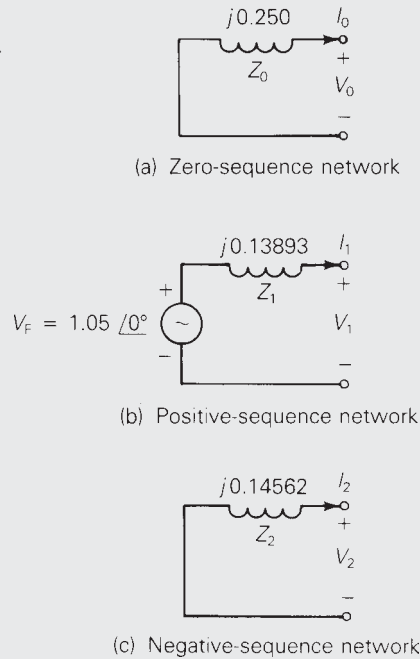 j0.250 I₀
Z₀
+
V₀
−
(a) Zero-sequence network
j0.13893 I₁
Z₁
+ +
V_F = 1.05 /0° ~ V₁
− −
(b) Positive-sequence network
j0.14562 I₂
Z₂
+
V₂
−
(c) Negative-sequence network